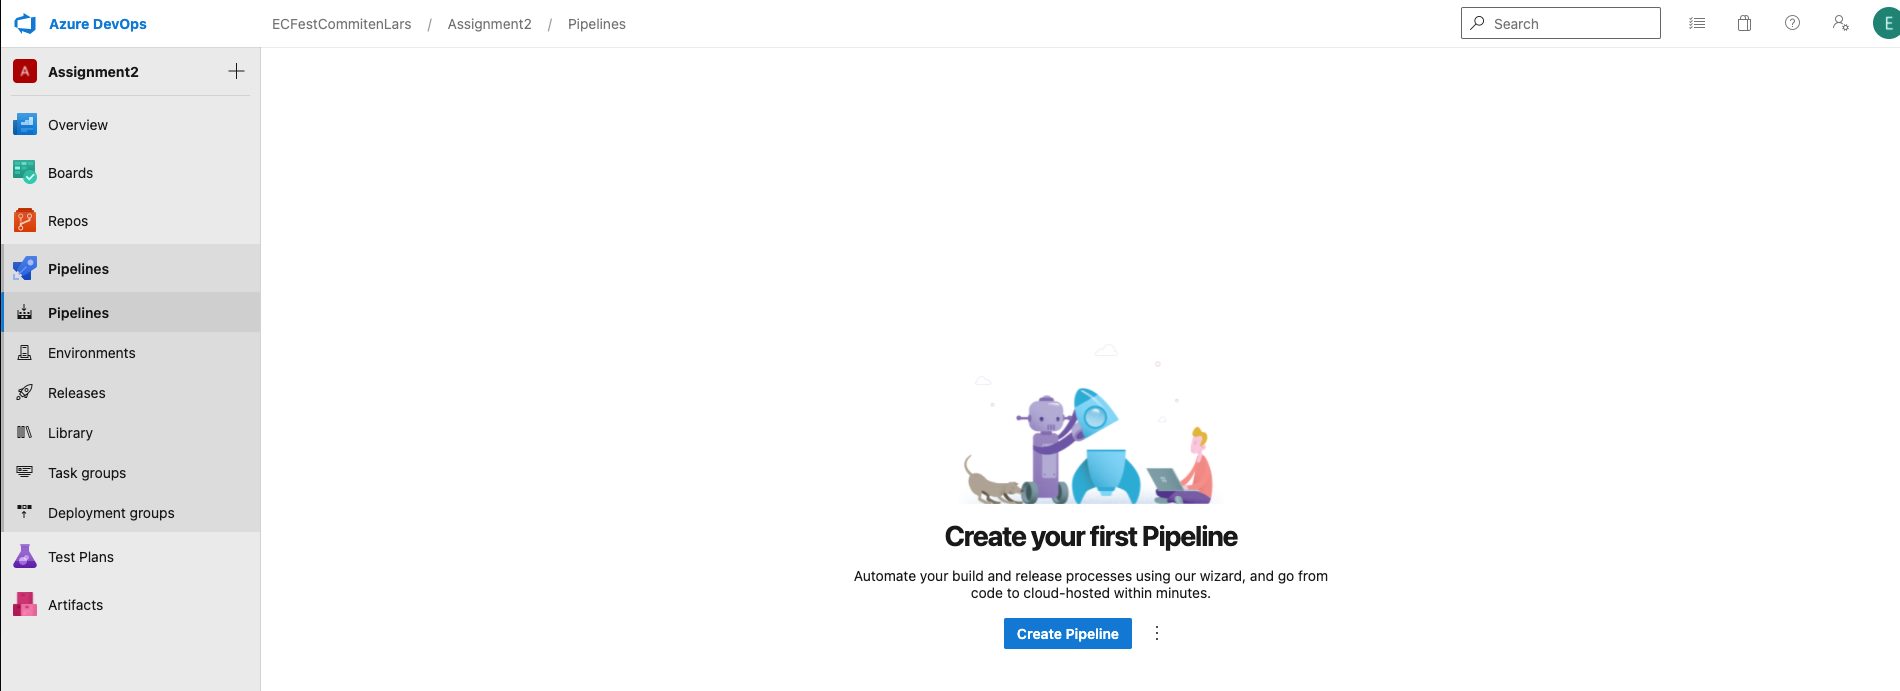 Azure DevOps
ECFestCommitenLars / Assignment2 / Pipelines
Search
E
A Assignment2
Overview
Boards
Repos
Pipelines
Pipelines
Environments
Releases
Library
Task groups
Deployment groups
Test Plans
Artifacts
Create your first Pipeline
Automate your build and release processes using our wizard, and go from
code to cloud-hosted within minutes.
Create Pipeline